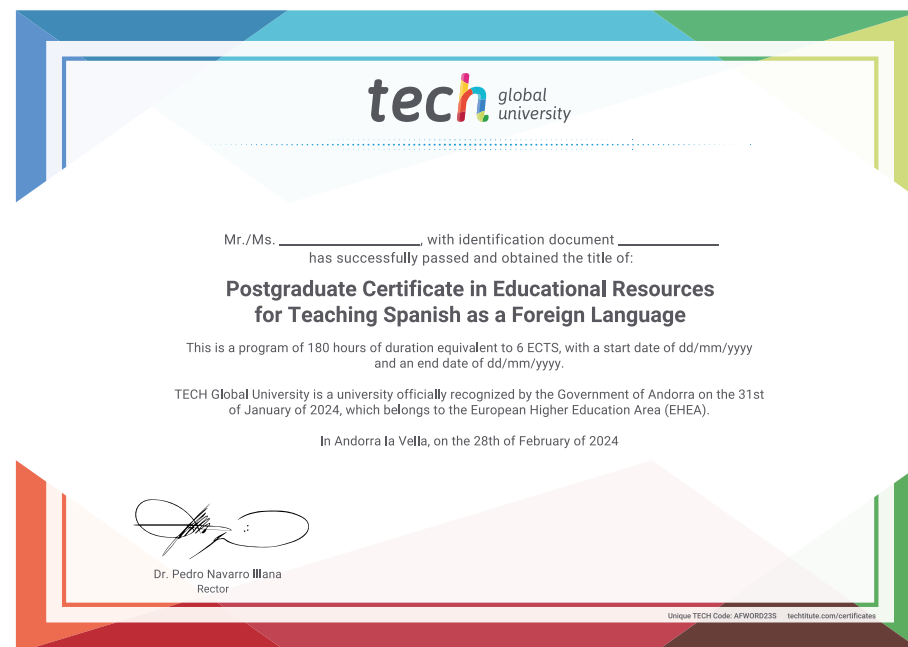 tech global
university
Mr./Ms. ____________________, with identification document ______________
has successfully passed and obtained the title of:
Postgraduate Certificate in Educational Resources
for Teaching Spanish as a Foreign Language
This is a program of 180 hours of duration equivalent to 6 ECTS, with a start date of dd/mm/yyyy
and an end date of dd/mm/yyyy.
TECH Global University is a university officially recognized by the Government of Andorra on the 31st
of January of 2024, which belongs to the European Higher Education Area (EHEA).
In Andorra la Vella, on the 28th of February of 2024
Dr. Pedro Navarro Illana
Rector
Unique TECH Code: AFWORD23S techtitute.com/certificates